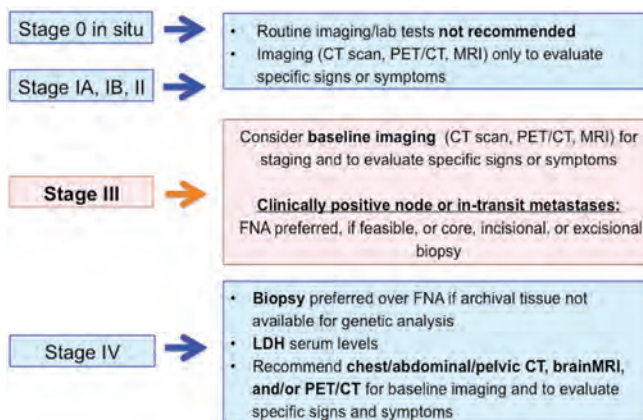 Stage 0 in situ
• Routine imaging/lab tests not recommended
• Imaging (CT scan, PET/CT, MRI) only to evaluate
specific signs or symptoms
Stage IA, IB, II
Consider baseline imaging (CT scan, PET/CT, MRI) for
staging and to evaluate specific signs or symptoms
Stage III
Clinically positive node or in-transit metastases:
FNA preferred, if feasible, or core, incisional, or excisional
biopsy
• Biopsy preferred over FNA if archival tissue not
available for genetic analysis
• LDH serum levels
Stage IV
• Recommend chest/abdominal/pelvic CT, brainMRI,
and/or PET/CT for baseline imaging and to evaluate
specific signs and symptoms